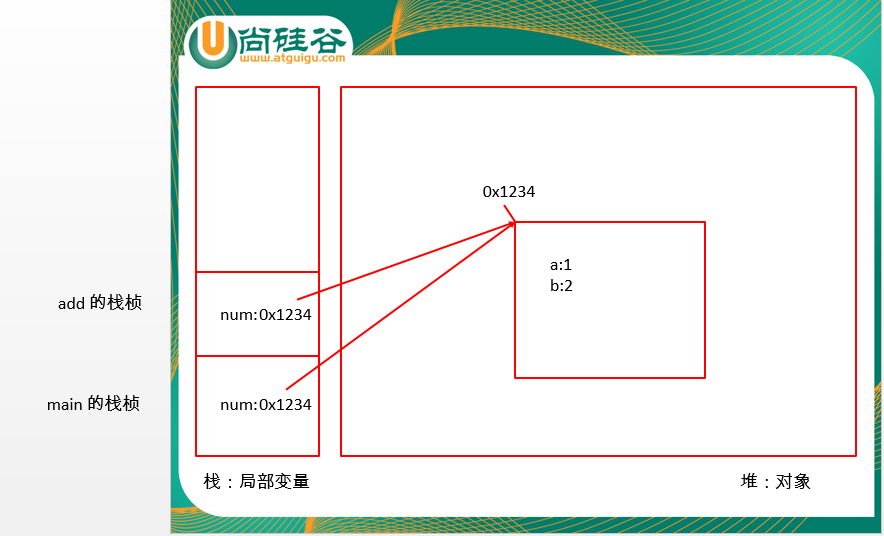 尚硅谷
www.atguigu.com
0x1234
a:1
b:2
add 的栈桢
num:0x1234
main 的栈桢
num:0x1234
栈：局部变量
堆：对象